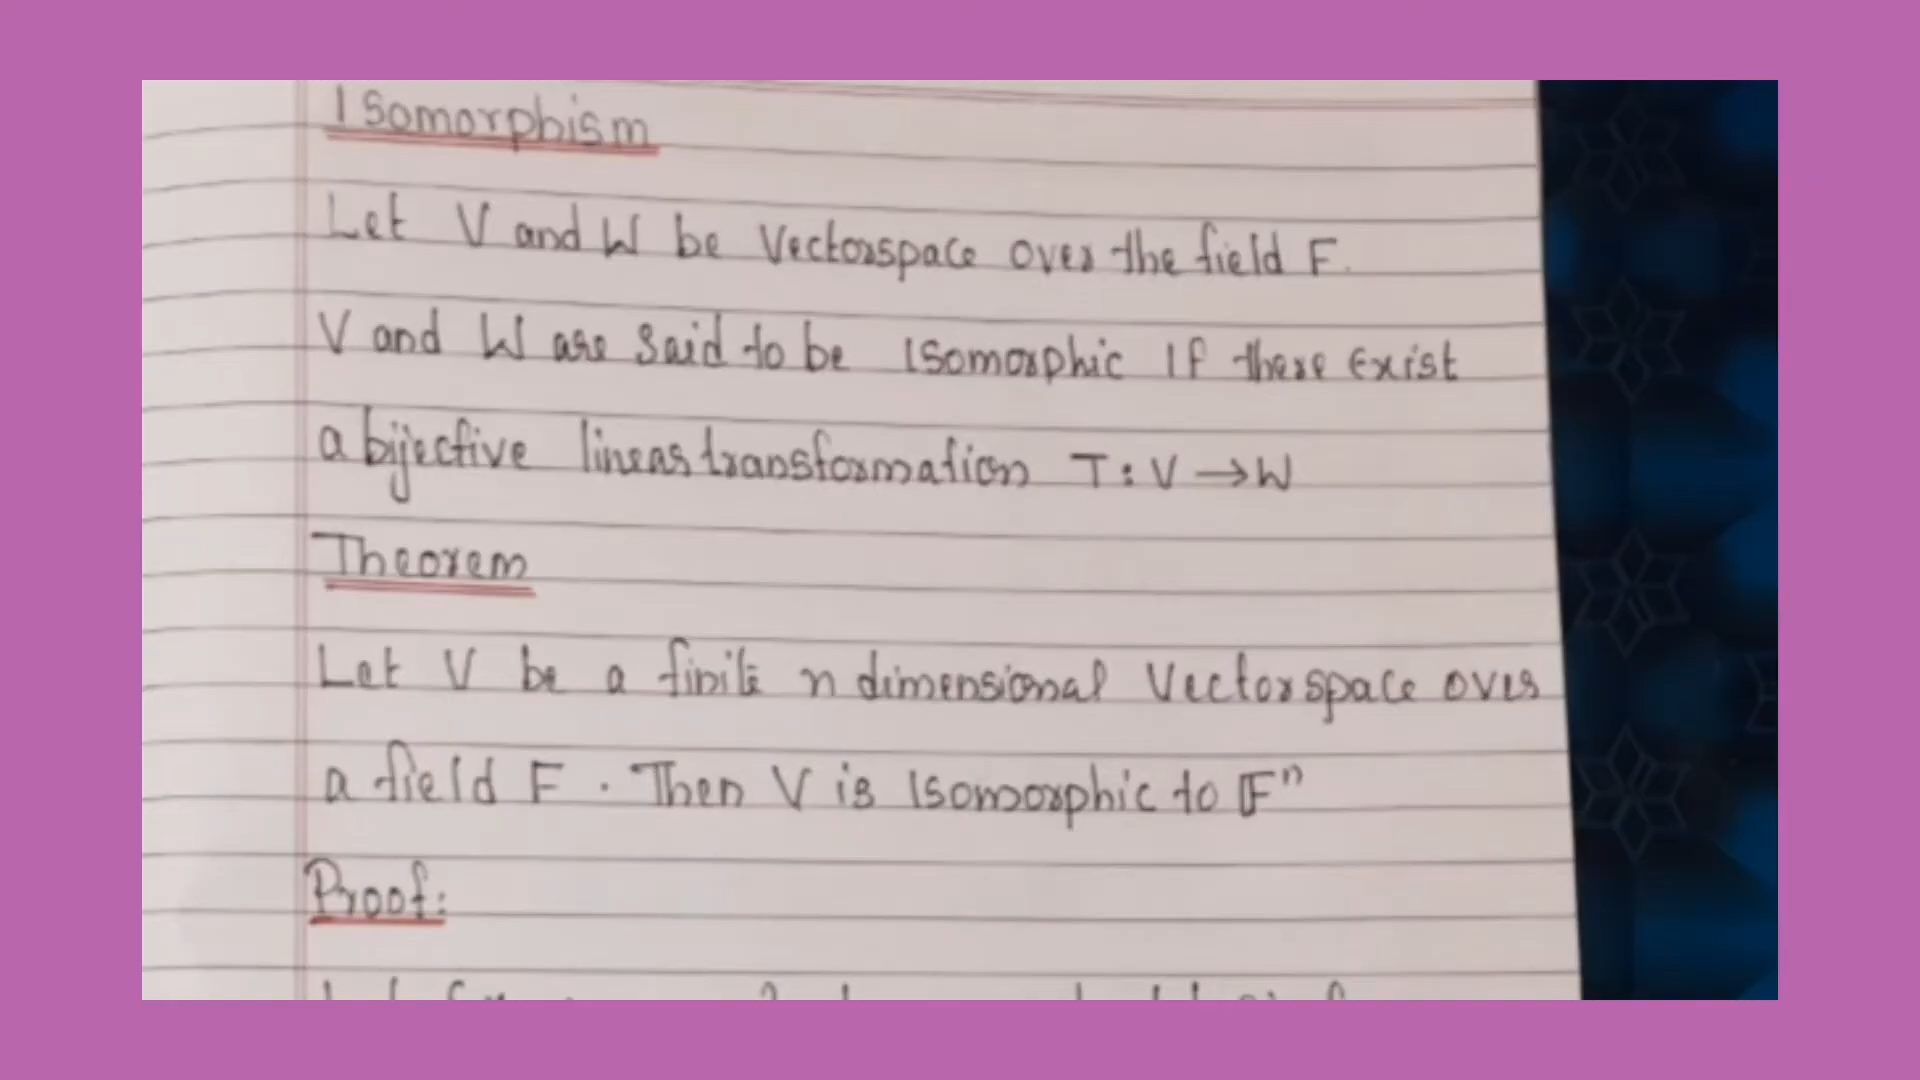 Isomorphism
Let V and W be Vectorspace over the field F.
V and W are said to be Isomorphic If there Exist
a bijective linear transformation T : V → W
Theorem
Let V be a finite n dimensional Vectorspace over
a field F . Then V is Isomorphic to 𝔽ⁿ
Proof: